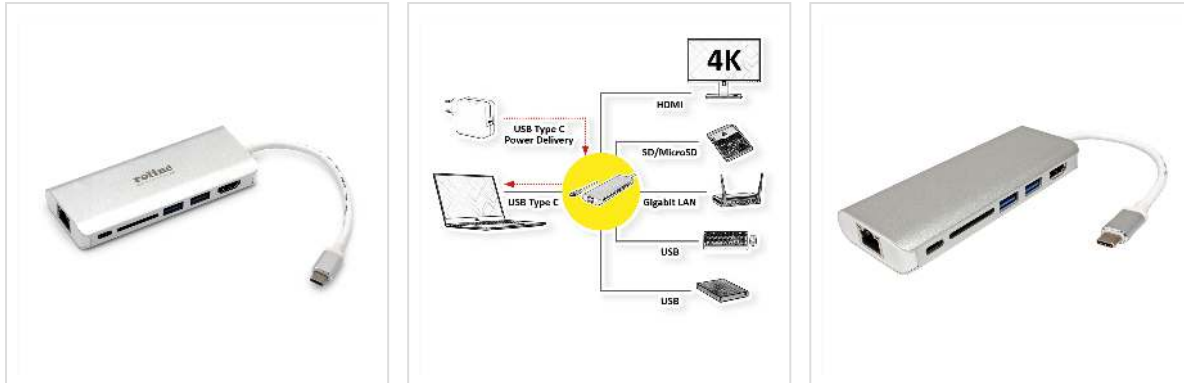 roline
4K
HDMI
USB Type C
Power Delivery
SD/MicroSD
USB Type C
Gigabit LAN
USB
USB